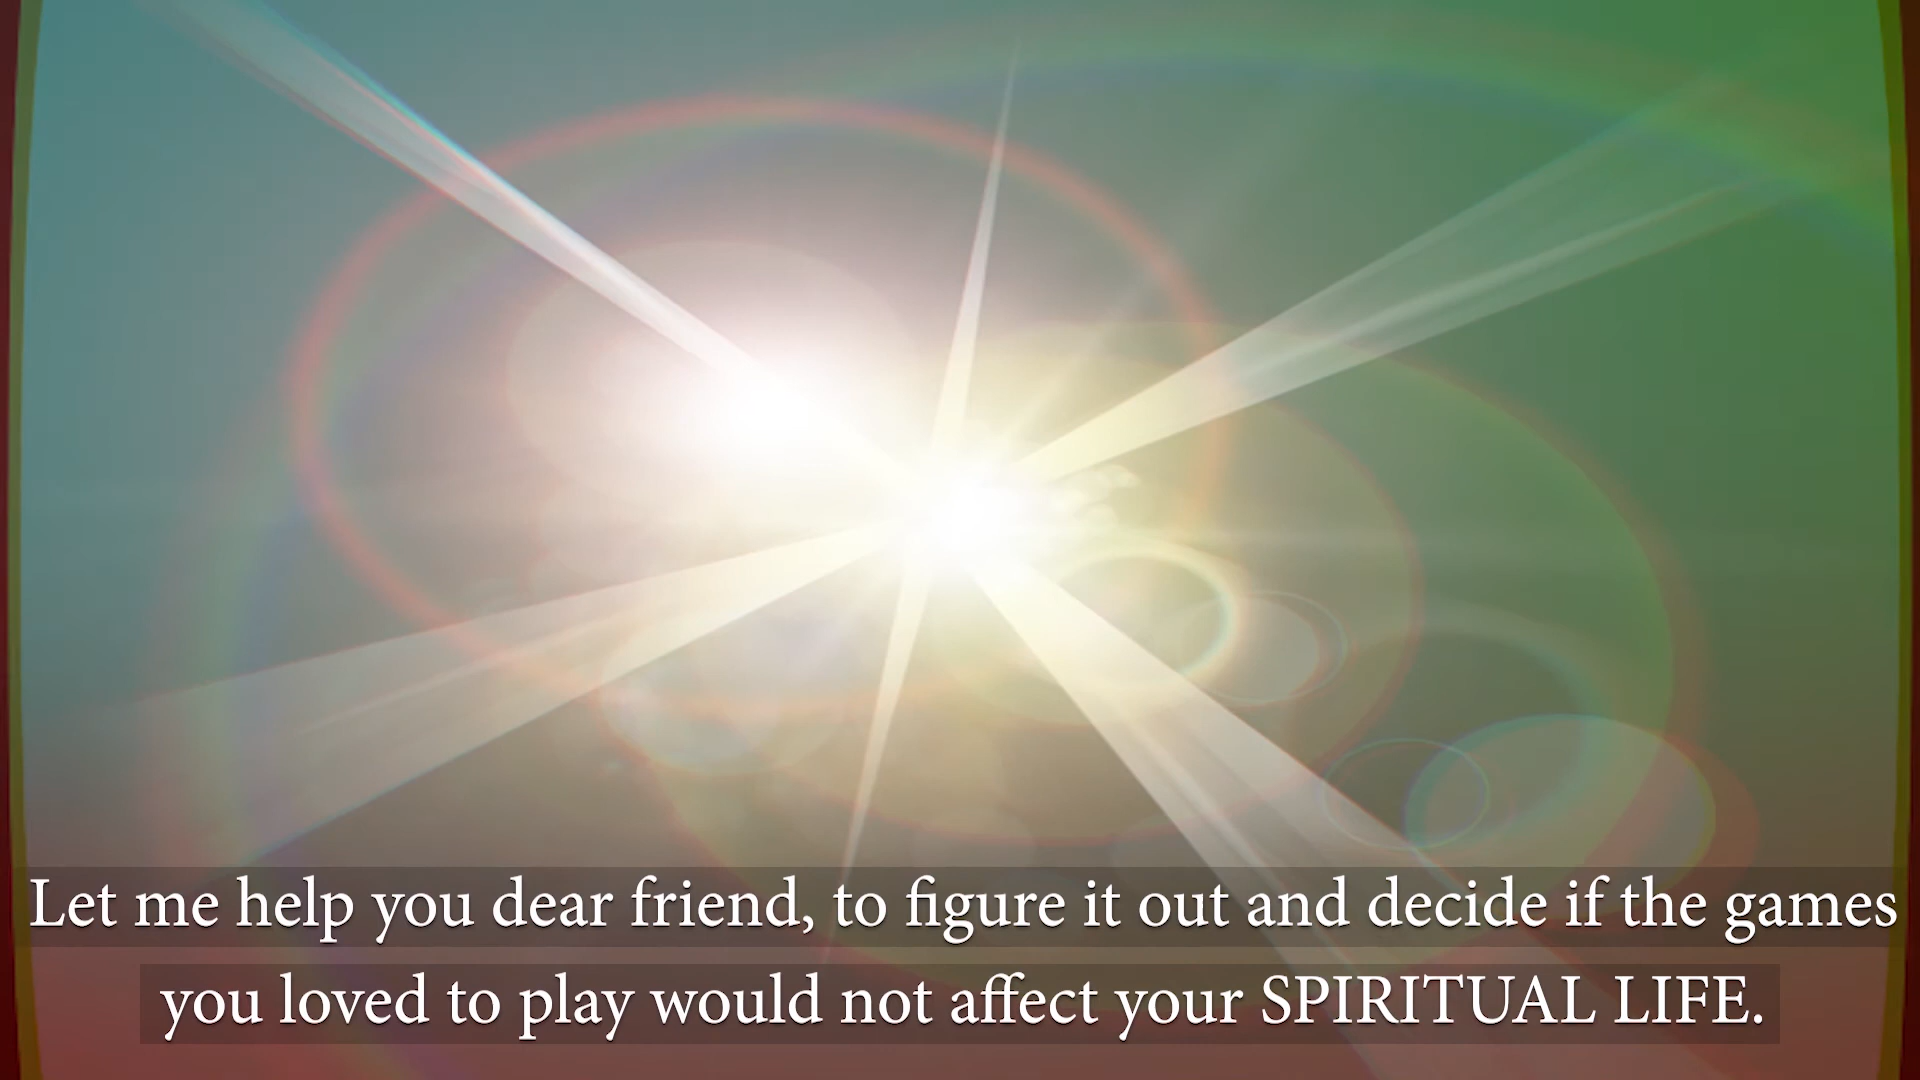 Let me help you dear friend, to figure it out and decide if the games
you loved to play would not affect your SPIRITUAL LIFE.